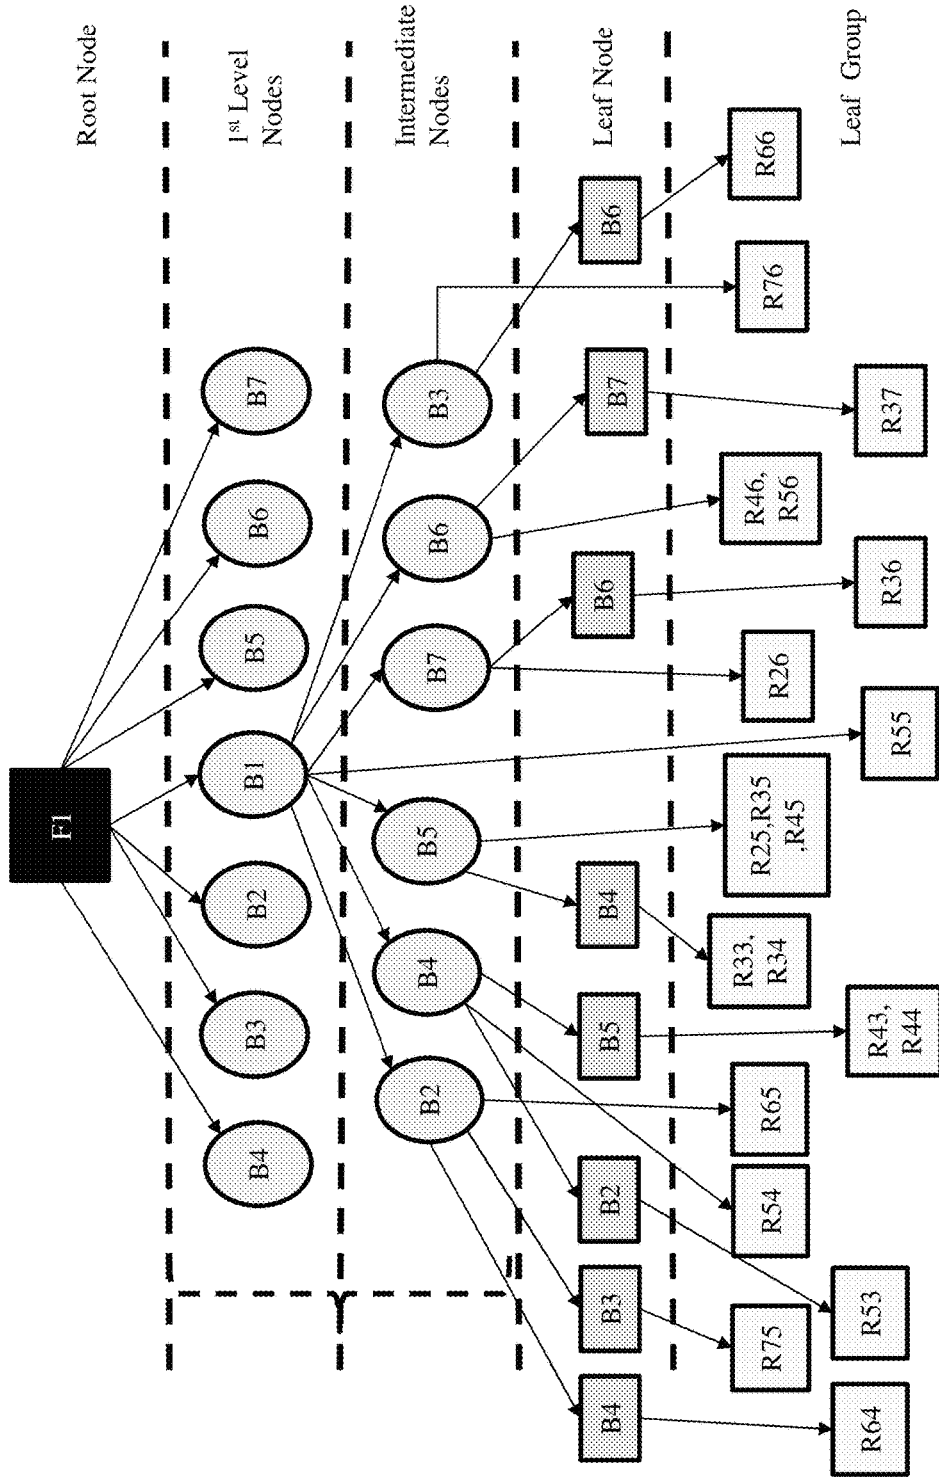 Root Node
F1
1st Level
Nodes
B4
B3
B2
B1
B5
B6
B7
Intermediate
Nodes
B2
B4
B5
B7
B6
B3
Leaf Node
B4
B3
B2
B5
B4
B6
B7
B6
Leaf Group
R64
R75
R53
R54
R65
R43,
R44
R33,
R34
R25,R35
,R45
R55
R26
R36
R46,
R56
R37
R76
R66